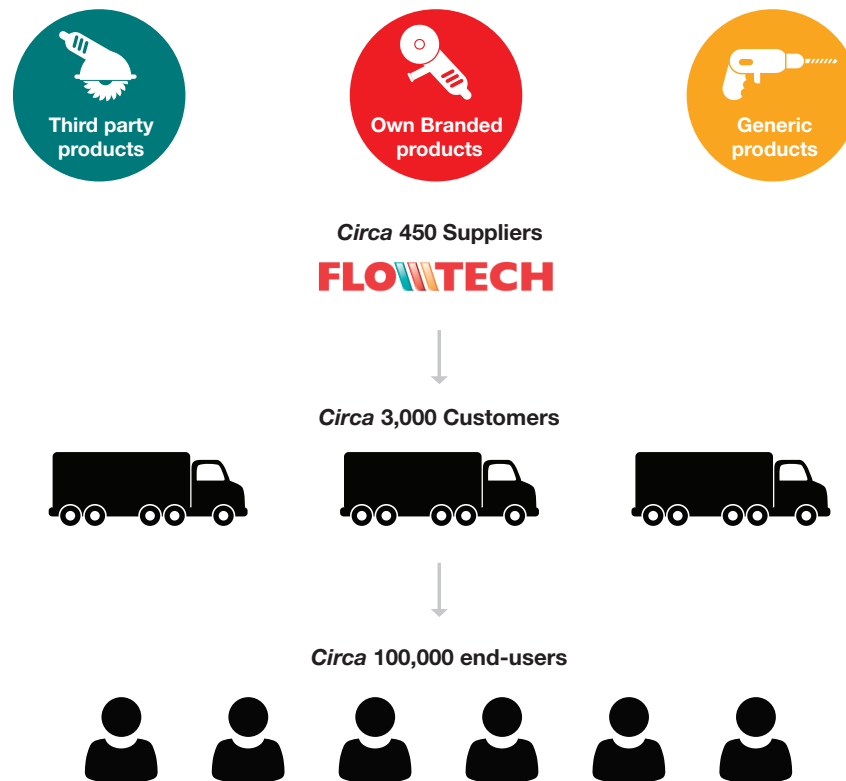 Third party
products
Own Branded
products
Generic
products
Circa 450 Suppliers
FLOWTECH
Circa 3,000 Customers
Circa 100,000 end-users